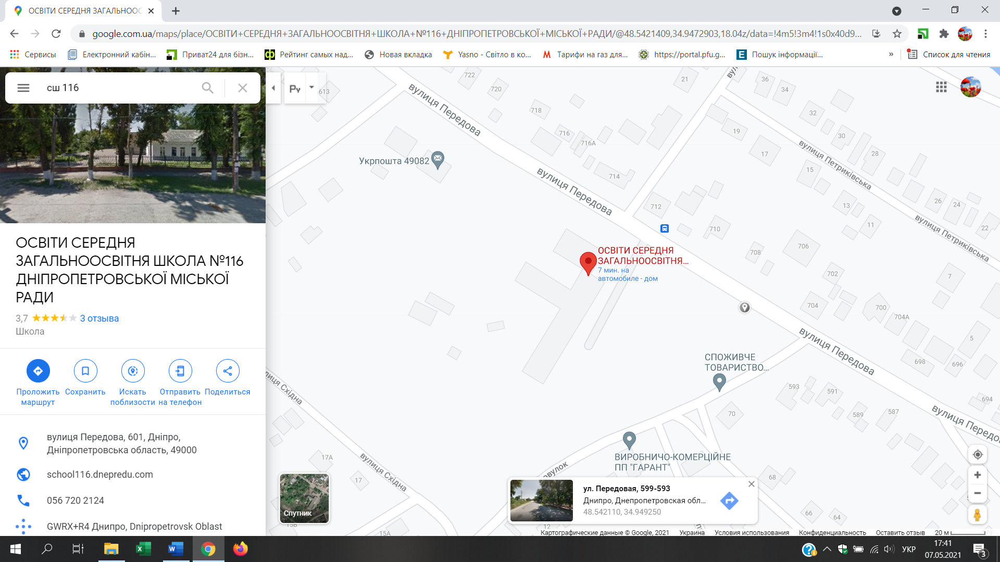 ОСВІТИ СЕРЕДНЯ ЗАГАЛЬНООС
google.com.ua/maps/place/ОСВІТИ+СЕРЕДНЯ+ЗАГАЛЬНООСВІТНЯ+ШКОЛА+№116+ДНІПРОПЕТРОВСЬКОЇ+МІСЬКОЇ+РАДИ/@48.5421409,34.9472903,18.04z/data=!4m5!3m4!1s0x40d9...
Сервисы
Електронний кабін...
Приват24 для бізн...
Рейтинг самых над...
Новая вкладка
Yasno - Світло в ко...
Тарифи на газ для...
https://portal.pfu.g...
Пошук інформації...
»
Список для чтения
сш 116
ОСВІТИ СЕРЕДНЯ
ЗАГАЛЬНООСВІТНЯ ШКОЛА №116
ДНІПРОПЕТРОВСЬКОЇ МІСЬКОЇ
РАДИ
3,7
3 отзыва
Школа
Проложить
маршрут
Сохранить
Искать
поблизости
Отправить
на телефон
Поделиться
вулиця Передова, 601, Дніпро,
Дніпропетровська область, 49000
school116.dnepredu.com
056 720 2124
GWRX+R4 Днипро, Dnipropetrovsk Oblast
613
722
720
718
716
716А
714
712
710
708
706
702
704
700
704А
698
696
694
21
19
17
15
13
11
7
5
36
34
32
30
28
26
24
22
593
591
589
587
70
68
66
64
12
17А
17
15В
15А
вулиця Передова
вулиця Передова
вулиця Передова
вулиця Передо
вулиця Петриківська
вулиця Петриківська
вул
улиця Східна
вулиця Східна
овулок
Укрпошта 49082
ОСВІТИ СЕРЕДНЯ
ЗАГАЛЬНООСВІТНЯ...
7 мин. на
автомобиле - дом
СПОЖИВЧЕ
ТОВАРИСТВО...
ВИРОБНИЧО-КОМЕРЦІЙНЕ
ПП "ГАРАНТ"
Спутник
ул. Передовая, 599-593
Днипро, Днепропетровская обл...
48.542110, 34.949250
Картографические данные © Google, 2021
Украина
Условия использования
Конфиденциальность
Оставить отзыв
20 м
УКР
17:41
07.05.2021
3